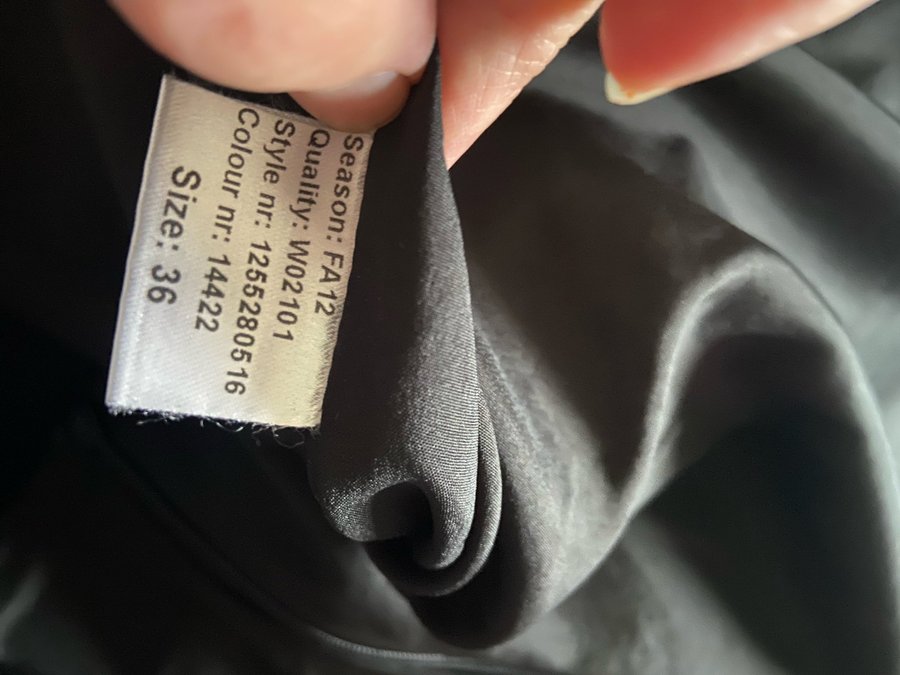 Season: FA12
Quality: W02101
Style nr: 1255280516
Colour nr: 14422
Size: 36